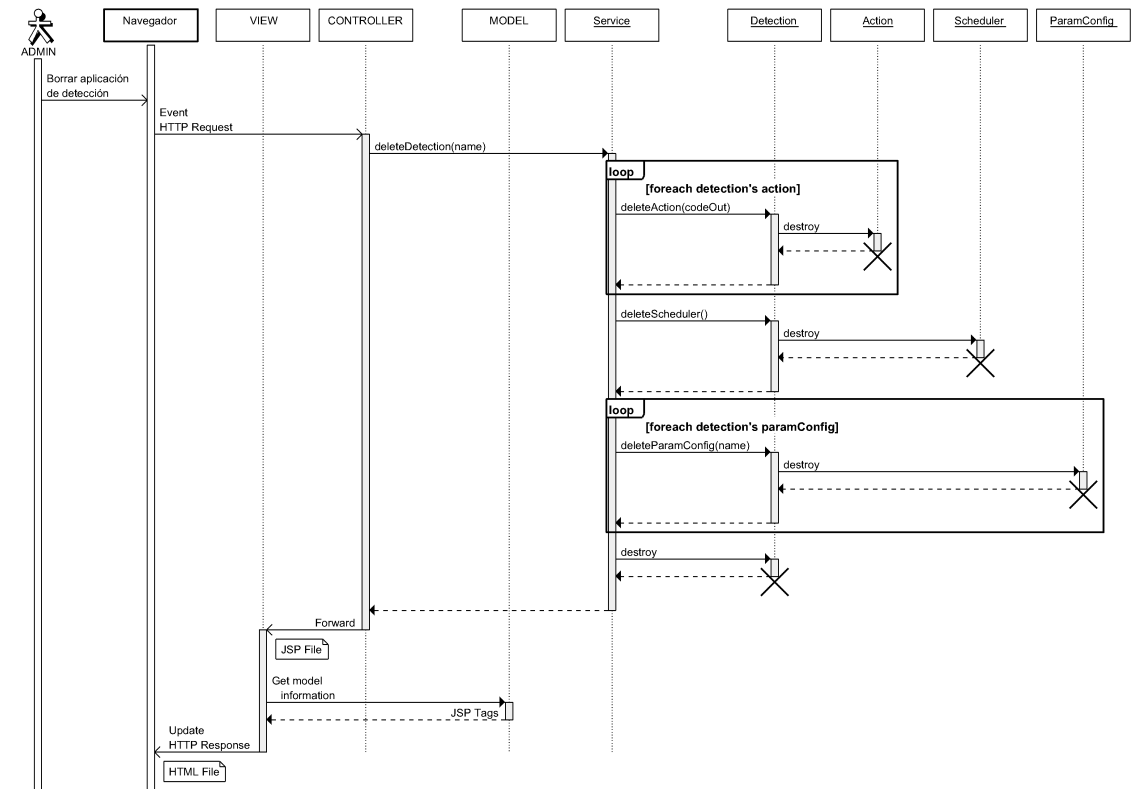 Navegador
VIEW
CONTROLLER
MODEL
Service
Detection
Action
Scheduler
ParamConfig
ADMIN
Borrar aplicación
de detección
Event
HTTP Request
deleteDetection(name)
loop
[foreach detection's action]
deleteAction(codeOut)
destroy
deleteScheduler()
destroy
loop
[foreach detection's paramConfig]
deleteParamConfig(name)
destroy
destroy
Forward
JSP File
Get model
information
JSP Tags
Update
HTTP Response
HTML File